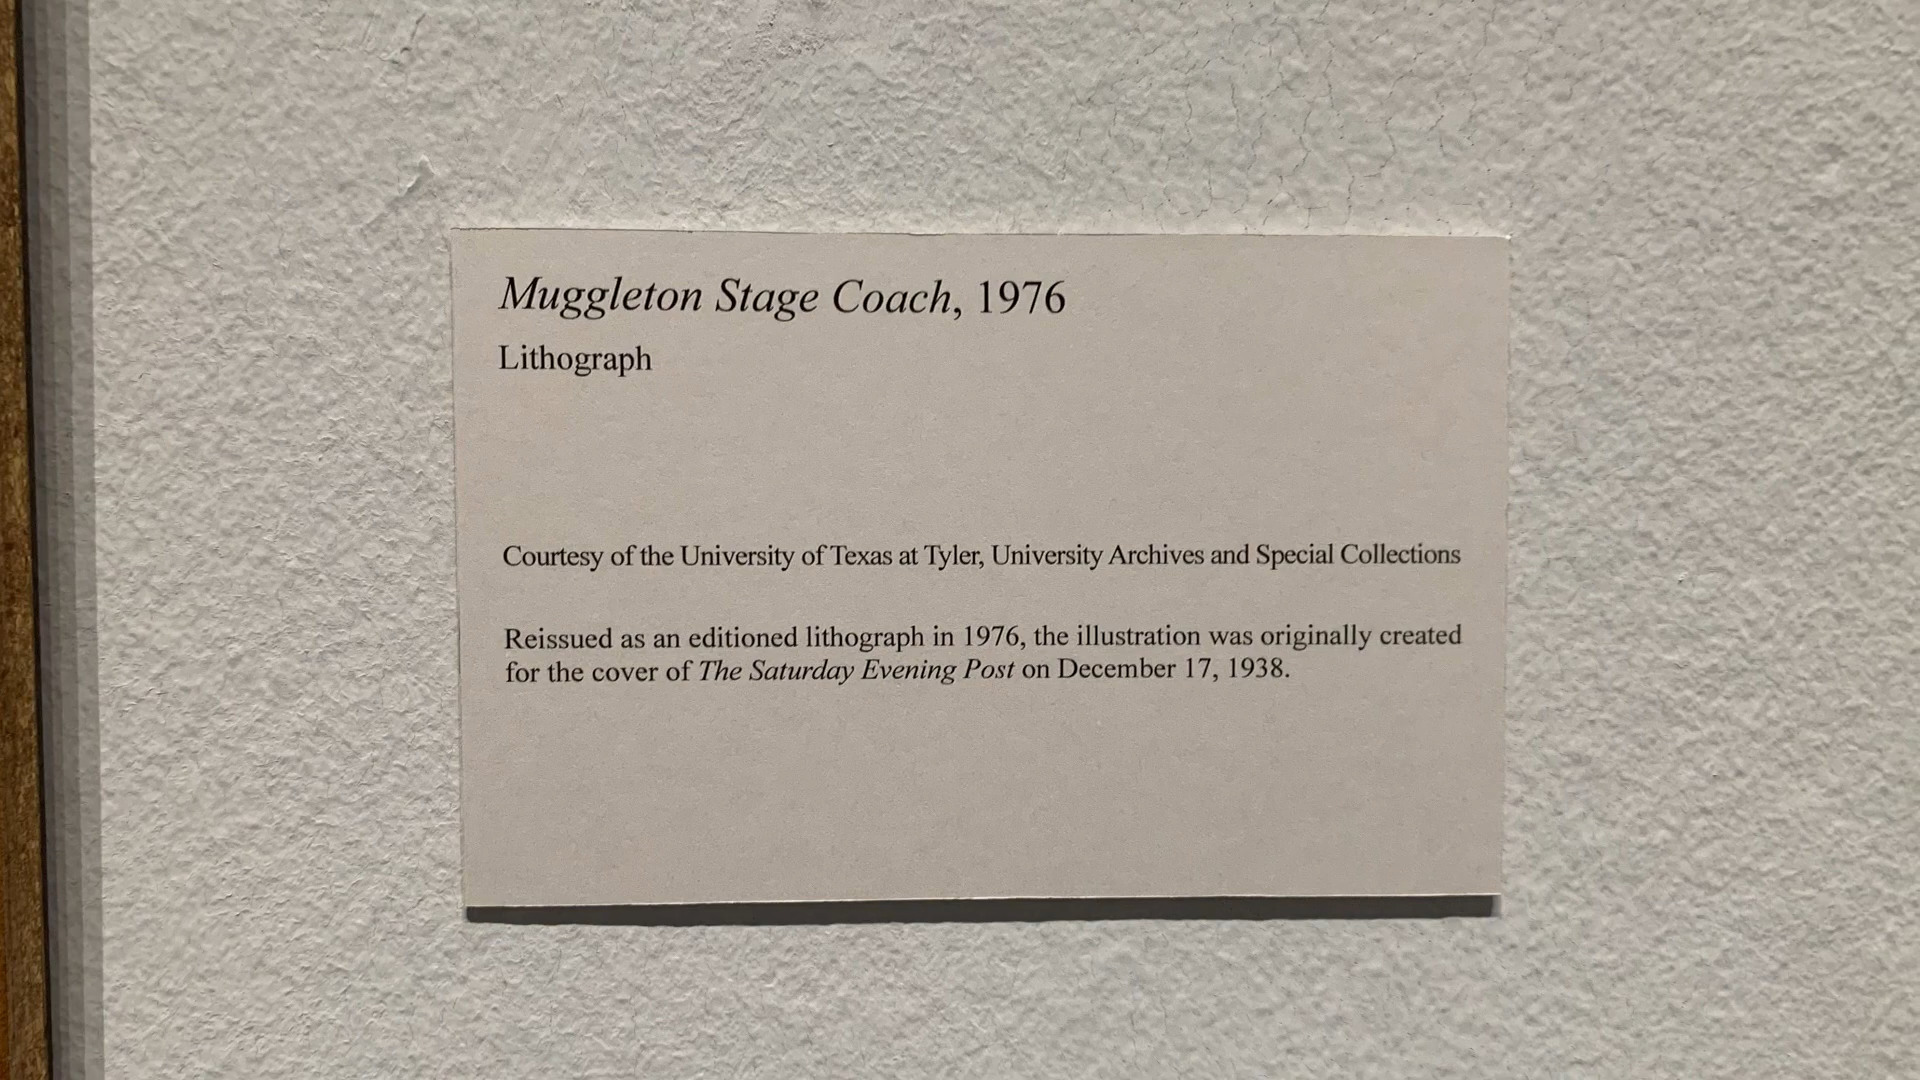 Muggleton Stage Coach, 1976
Lithograph
Courtesy of the University of Texas at Tyler, University Archives and Special Collections
Reissued as an editioned lithograph in 1976, the illustration was originally created
for the cover of The Saturday Evening Post on December 17, 1938.